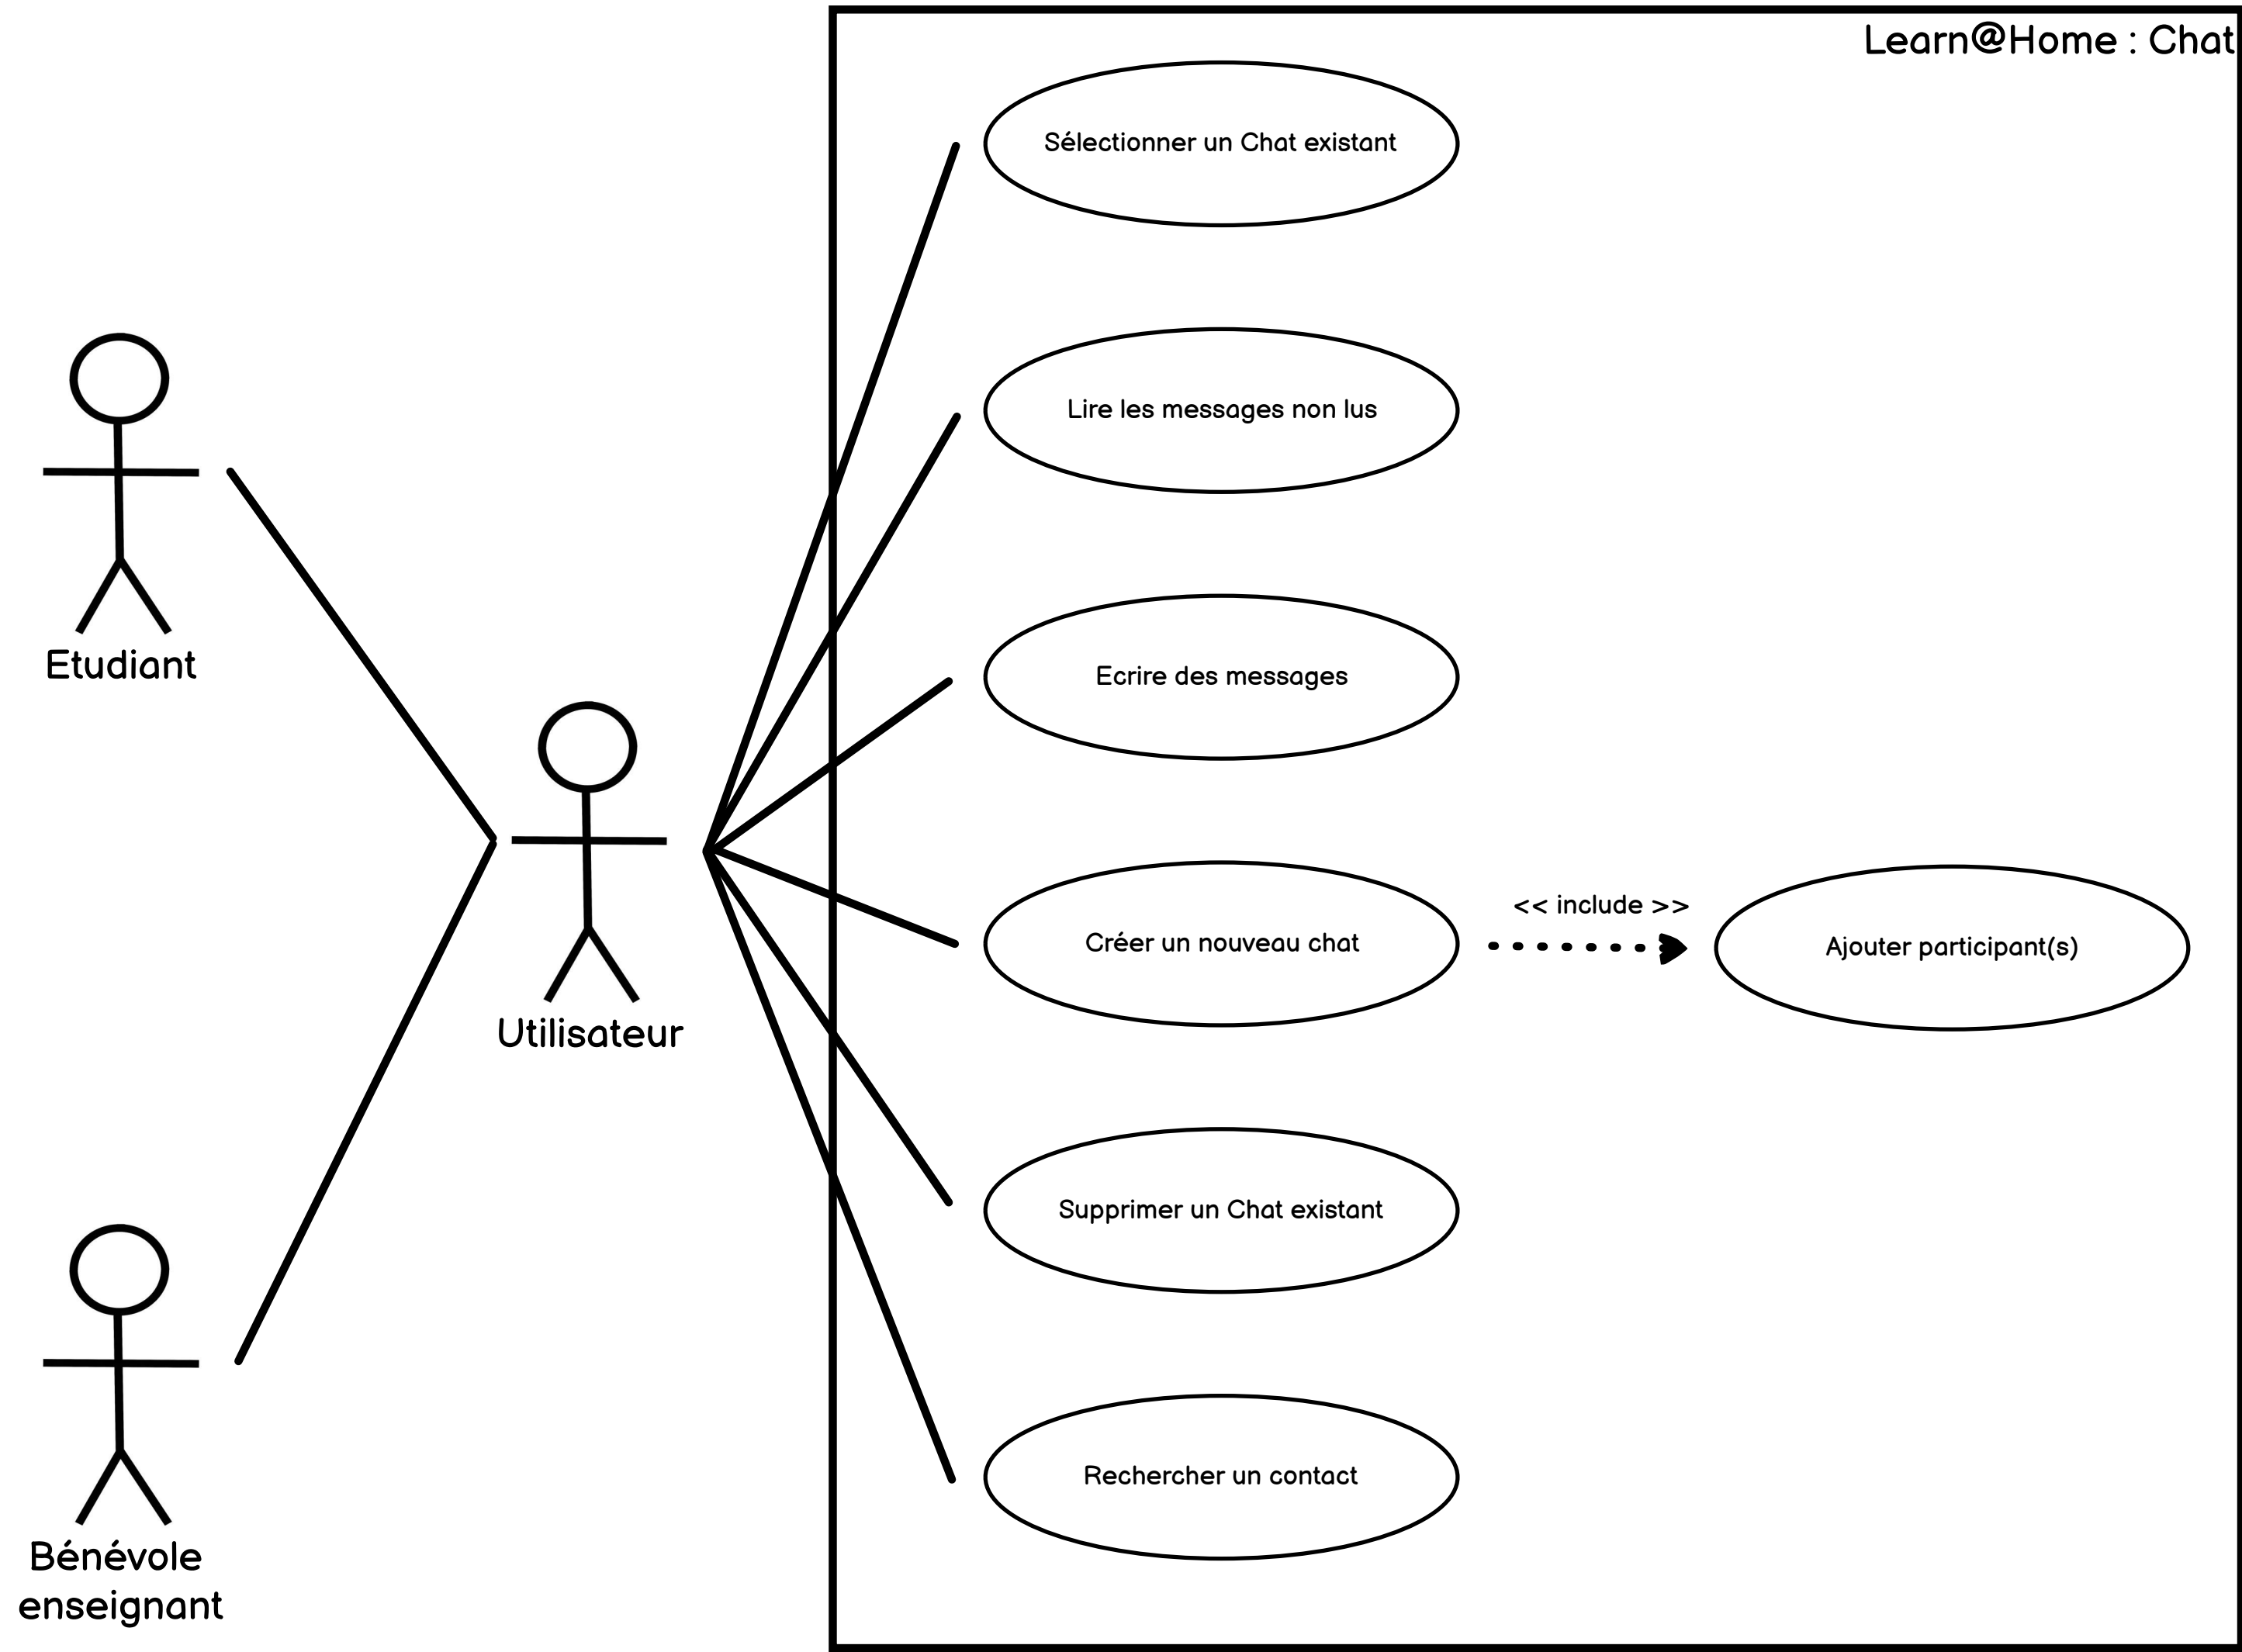 Learn@Home : Chat
Sélectionner un Chat existant
Lire les messages non lus
Etudiant
Ecrire des messages
Utilisateur
<< include >>
Créer un nouveau chat
Ajouter participant(s)
Supprimer un Chat existant
Rechercher un contact
Bénévole
enseignant